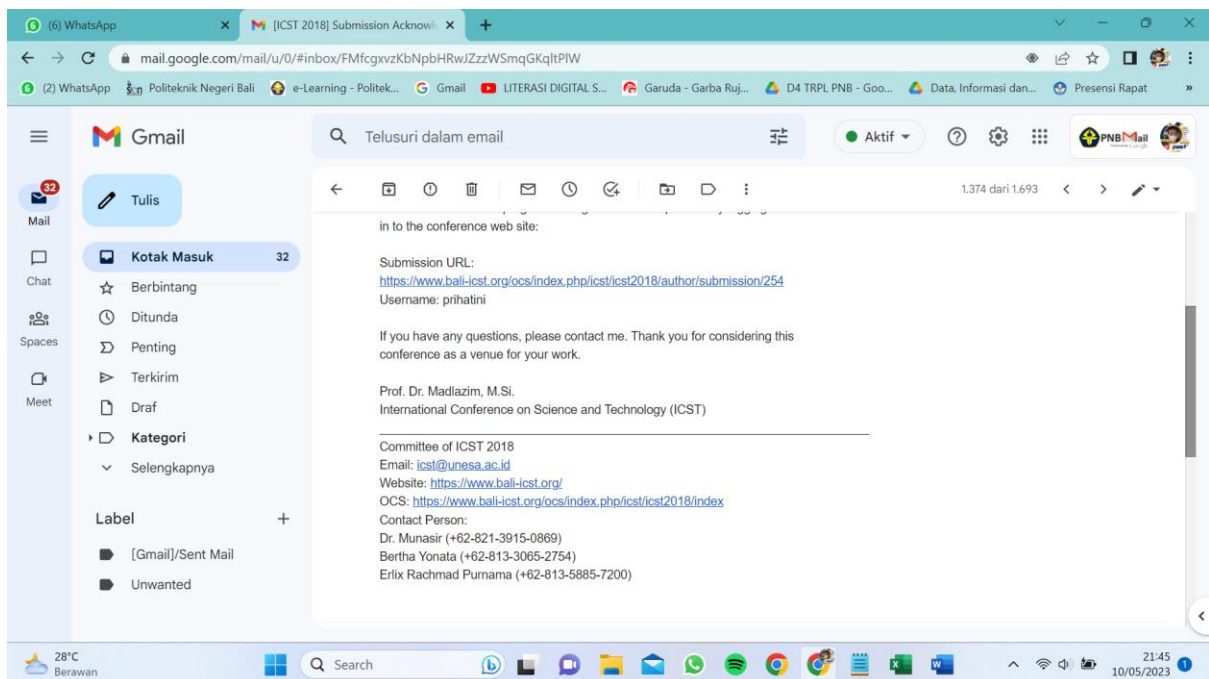 (6) WhatsApp
[ICST 2018] Submission Acknowl
mail.google.com/mail/u/0/#inbox/FMfcgxvzKbNpbHRwJZzzWSmqGKqltPlW
(2) WhatsApp Politeknik Negeri Bali e-Learning - Politek... Gmail LITERASI DIGITAL S... Garuda - Garba Ruj... D4 TRPL PNB - Goo... Data, Informasi dan... Presensi Rapat »
Gmail
Telusuri dalam email
Aktif
PNBMail
32
Mail
Chat
Spaces
Meet
Tulis
Kotak Masuk 32
Berbintang
Ditunda
Penting
Terkirim
Draf
Kategori
Selengkapnya
Label +
[Gmail]/Sent Mail
Unwanted
1.374 dari 1.693
in to the conference web site:
Submission URL:
https://www.bali-icst.org/ocs/index.php/icst/icst2018/author/submission/254
Username: prihatini
If you have any questions, please contact me. Thank you for considering this
conference as a venue for your work.
Prof. Dr. Madlazim, M.Si.
International Conference on Science and Technology (ICST)
Committee of ICST 2018
Email: icst@unesa.ac.id
Website: https://www.bali-icst.org/
OCS: https://www.bali-icst.org/ocs/index.php/icst/icst2018/index
Contact Person:
Dr. Munasir (+62-821-3915-0869)
Bertha Yonata (+62-813-3065-2754)
Erlix Rachmad Purnama (+62-813-5885-7200)
28°C
Berawan
Search
21:45
10/05/2023
1